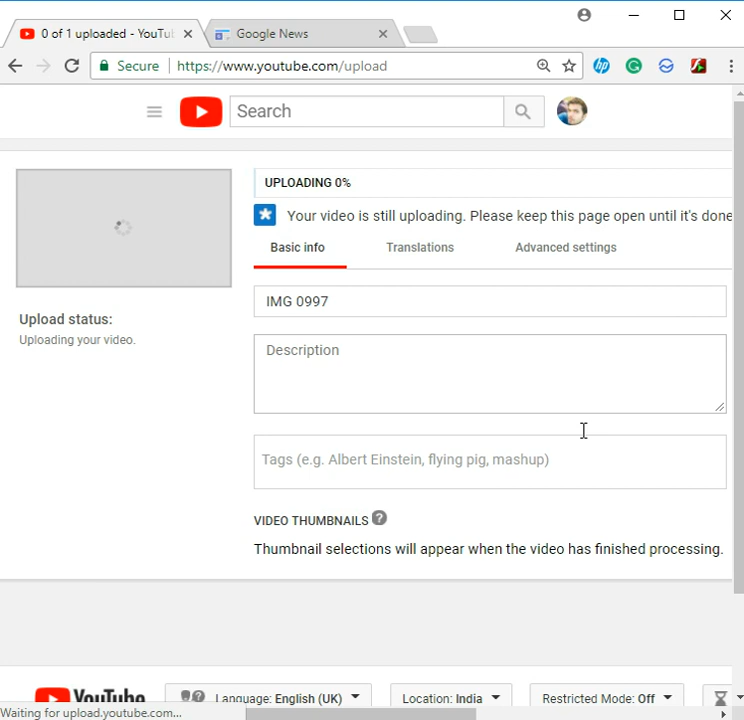 0 of 1 uploaded - YouTu
Google News
Secure
https://www.youtube.com/upload
Search
UPLOADING 0%
Your video is still uploading. Please keep this page open until it's done
Basic info
Translations
Advanced settings
IMG 0997
Upload status:
Uploading your video.
Description
Tags (e.g. Albert Einstein, flying pig, mashup)
VIDEO THUMBNAILS ?
Thumbnail selections will appear when the video has finished processing.
YouTube
Language: English (UK)
Location: India
Restricted Mode: Off
Waiting for upload.youtube.com...